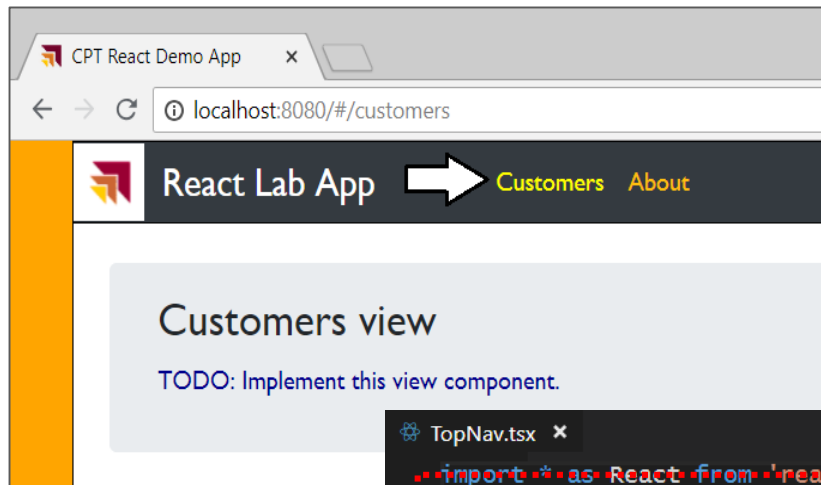 CPT React Demo App
localhost:8080/#/customers
React Lab App Customers About
Customers view
TODO: Implement this view component.
TopNav.tsx
import * as React from 'rea